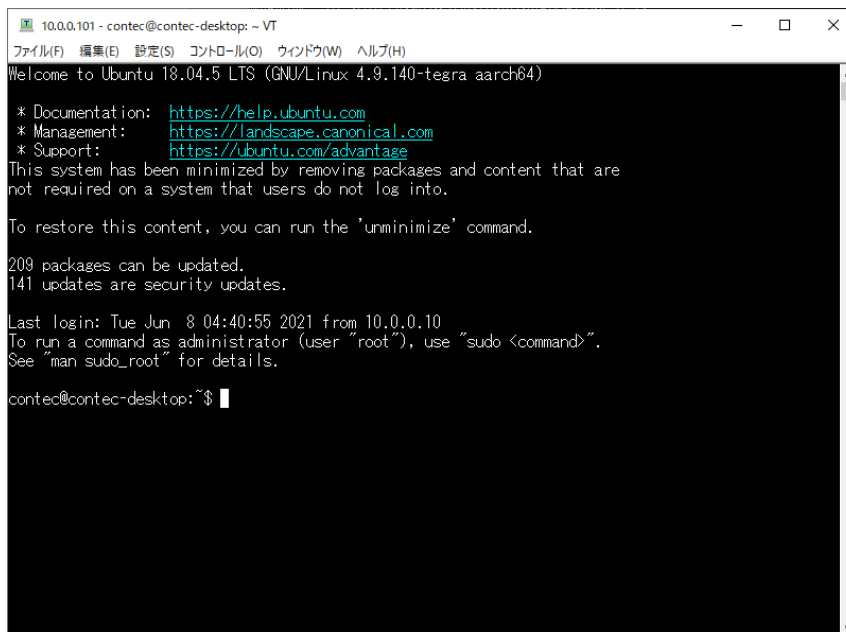 10.0.0.101 - contec@contec-desktop: ~ VT
ファイル(F) 編集(E) 設定(S) コントロール(O) ウィンドウ(W) ヘルプ(H)
Welcome to Ubuntu 18.04.5 LTS (GNU/Linux 4.9.140-tegra aarch64)
* Documentation: https://help.ubuntu.com
* Management: https://landscape.canonical.com
* Support: https://ubuntu.com/advantage
This system has been minimized by removing packages and content that are
not required on a system that users do not log into.
To restore this content, you can run the 'unminimize' command.
209 packages can be updated.
141 updates are security updates.
Last login: Tue Jun 8 04:40:55 2021 from 10.0.0.10
To run a command as administrator (user "root"), use "sudo <command>".
See "man sudo_root" for details.
contec@contec-desktop:~$